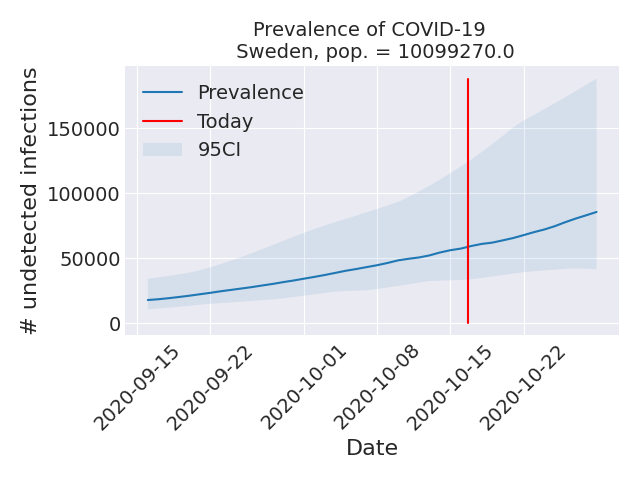 Prevalence of COVID-19
Sweden, pop. = 10099270.0
Prevalence
Today
95CI
# undetected infections
150000
100000
50000
0
2020-09-15
2020-09-22
2020-10-01
2020-10-08
2020-10-15
2020-10-22
Date